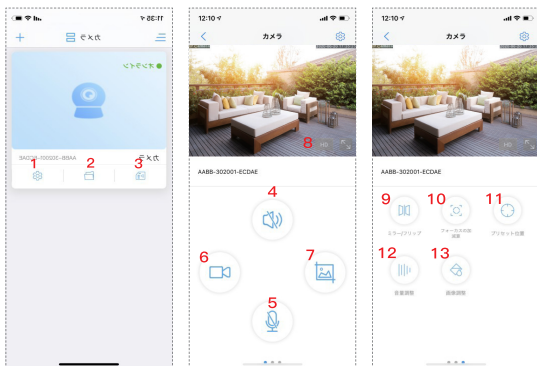 11:35
カメラ
オンライン
カメラ
1
2
3
12:10
カメラ
HD
8
AABB-302001-ECDAE
4
6
7
5
12:10
カメラ
HD
AABB-302001-ECDAE
9
10
11
ミラー/フリップ
プリセット位置
12
13
音量調整
画像調整